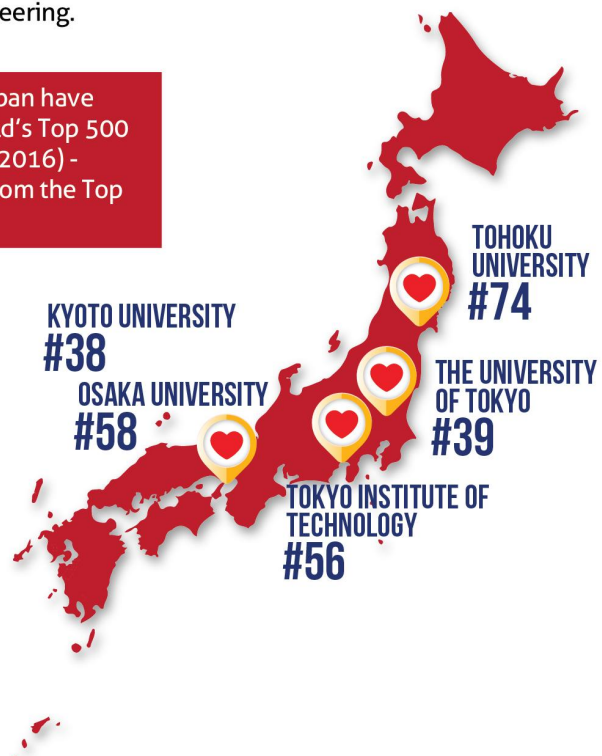 eering.
pan have
d's Top 500
2016) -
om the Top
TOHOKU
UNIVERSITY
#74
KYOTO UNIVERSITY
#38
THE UNIVERSITY
OF TOKYO
#39
OSAKA UNIVERSITY
#58
TOKYO INSTITUTE OF
TECHNOLOGY
#56